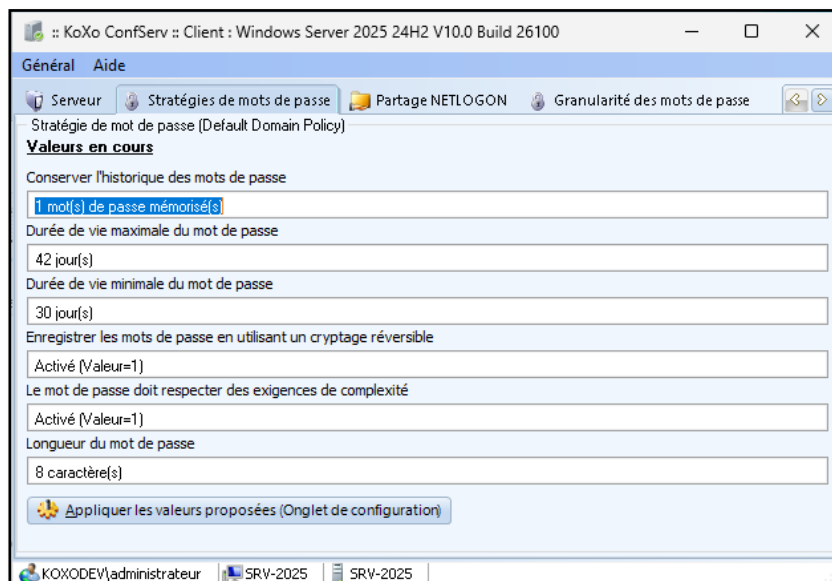 :: KoXo ConfServ :: Client : Windows Server 2025 24H2 V10.0 Build 26100
Général Aide
Serveur Stratégies de mots de passe Partage NETLOGON Granularité des mots de passe
Stratégie de mot de passe (Default Domain Policy)
Valeurs en cours
Conserver l'historique des mots de passe
1 mot(s) de passe mémorisé(s)
Durée de vie maximale du mot de passe
42 jour(s)
Durée de vie minimale du mot de passe
30 jour(s)
Enregistrer les mots de passe en utilisant un cryptage réversible
Activé (Valeur=1)
Le mot de passe doit respecter des exigences de complexité
Activé (Valeur=1)
Longueur du mot de passe
8 caractère(s)
Appliquer les valeurs proposées (Onglet de configuration)
KOXODEV\administrateur SRV-2025 SRV-2025